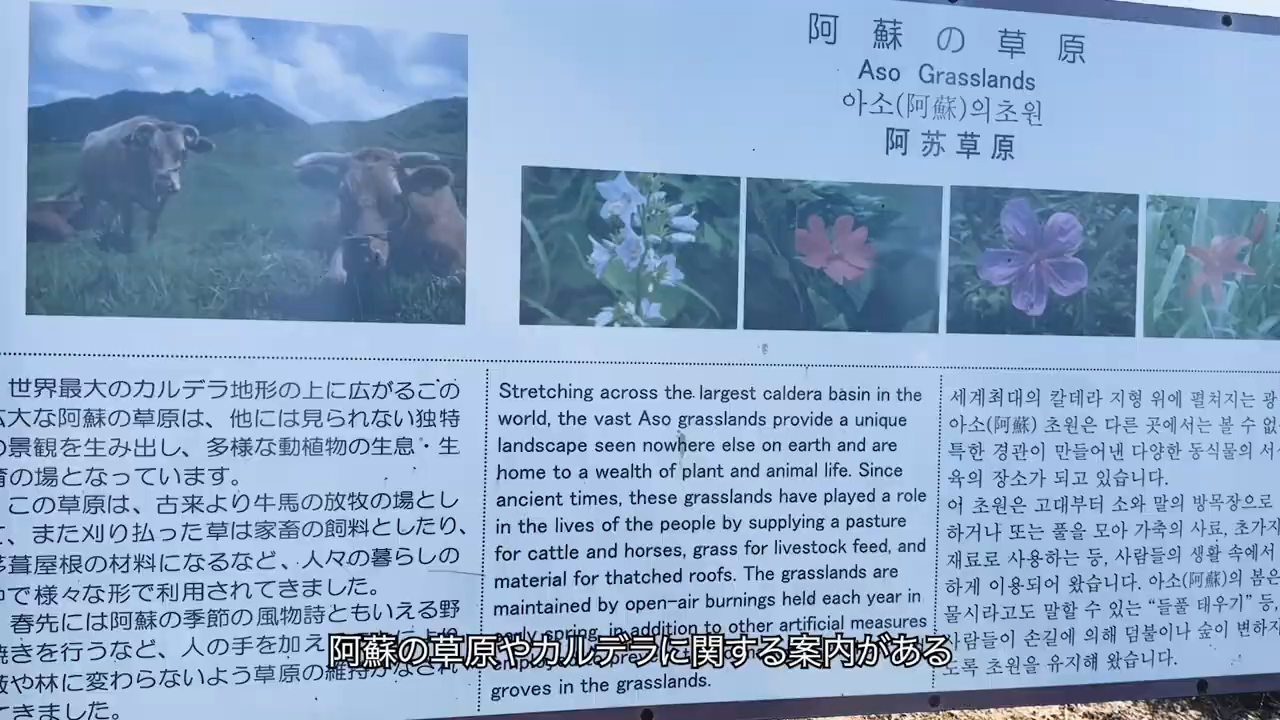 阿蘇の草原
Aso Grasslands
아소(阿蘇)의초원
阿苏草原
世界最大のカルデラ地形の上に広がるこの
大な阿蘇の草原は、他には見られない独特
景観を生み出し、多様な動植物の生息・生
の場となっています。
この草原は、古来より牛馬の放牧の場とし
、また刈り払った草は家畜の飼料としたり、
葺屋根の材料になるなど、人々の暮らしの
で様々な形で利用されてきました。
春先には阿蘇の季節の風物詩ともいえる野
焼きを行うなど、人の手を加え
や林に変わらないよう草原の維持がなされ
てきました。
Stretching across the largest caldera basin in the
world, the vast Aso grasslands provide a unique
landscape seen nowhere else on earth and are
home to a wealth of plant and animal life. Since
ancient times, these grasslands have played a role
in the lives of the people by supplying a pasture
for cattle and horses, grass for livestock feed, and
material for thatched roofs. The grasslands are
maintained by open-air burnings held each year in
early spring, in addition to other artificial measures
groves in the grasslands.
세계최대의 칼데라 지형 위에 펼치지는 광
아소(阿蘇) 초원은 다른 곳에서는 볼 수 없
특한 경관이 만들어낸 다양한 동식물의 서
육의 장소가 되고 있습니다.
어 초원은 고대부터 소와 말의 방목장으로
하거나 또는 풀을 모아 가축의 사료, 초가지
재료로 사용하는 등, 사람들의 생활 속에서
하게 이용되어 왔습니다. 아소(阿蘇)의 봄은
물시라고도 말할 수 있는 “들풀 태우기” 등,
사람들이 손길에 의해 덤불이나 숲이 변하지
도록 초원을 유지해 왔습니다.
阿蘇の草原やカルデラに関する案内がある